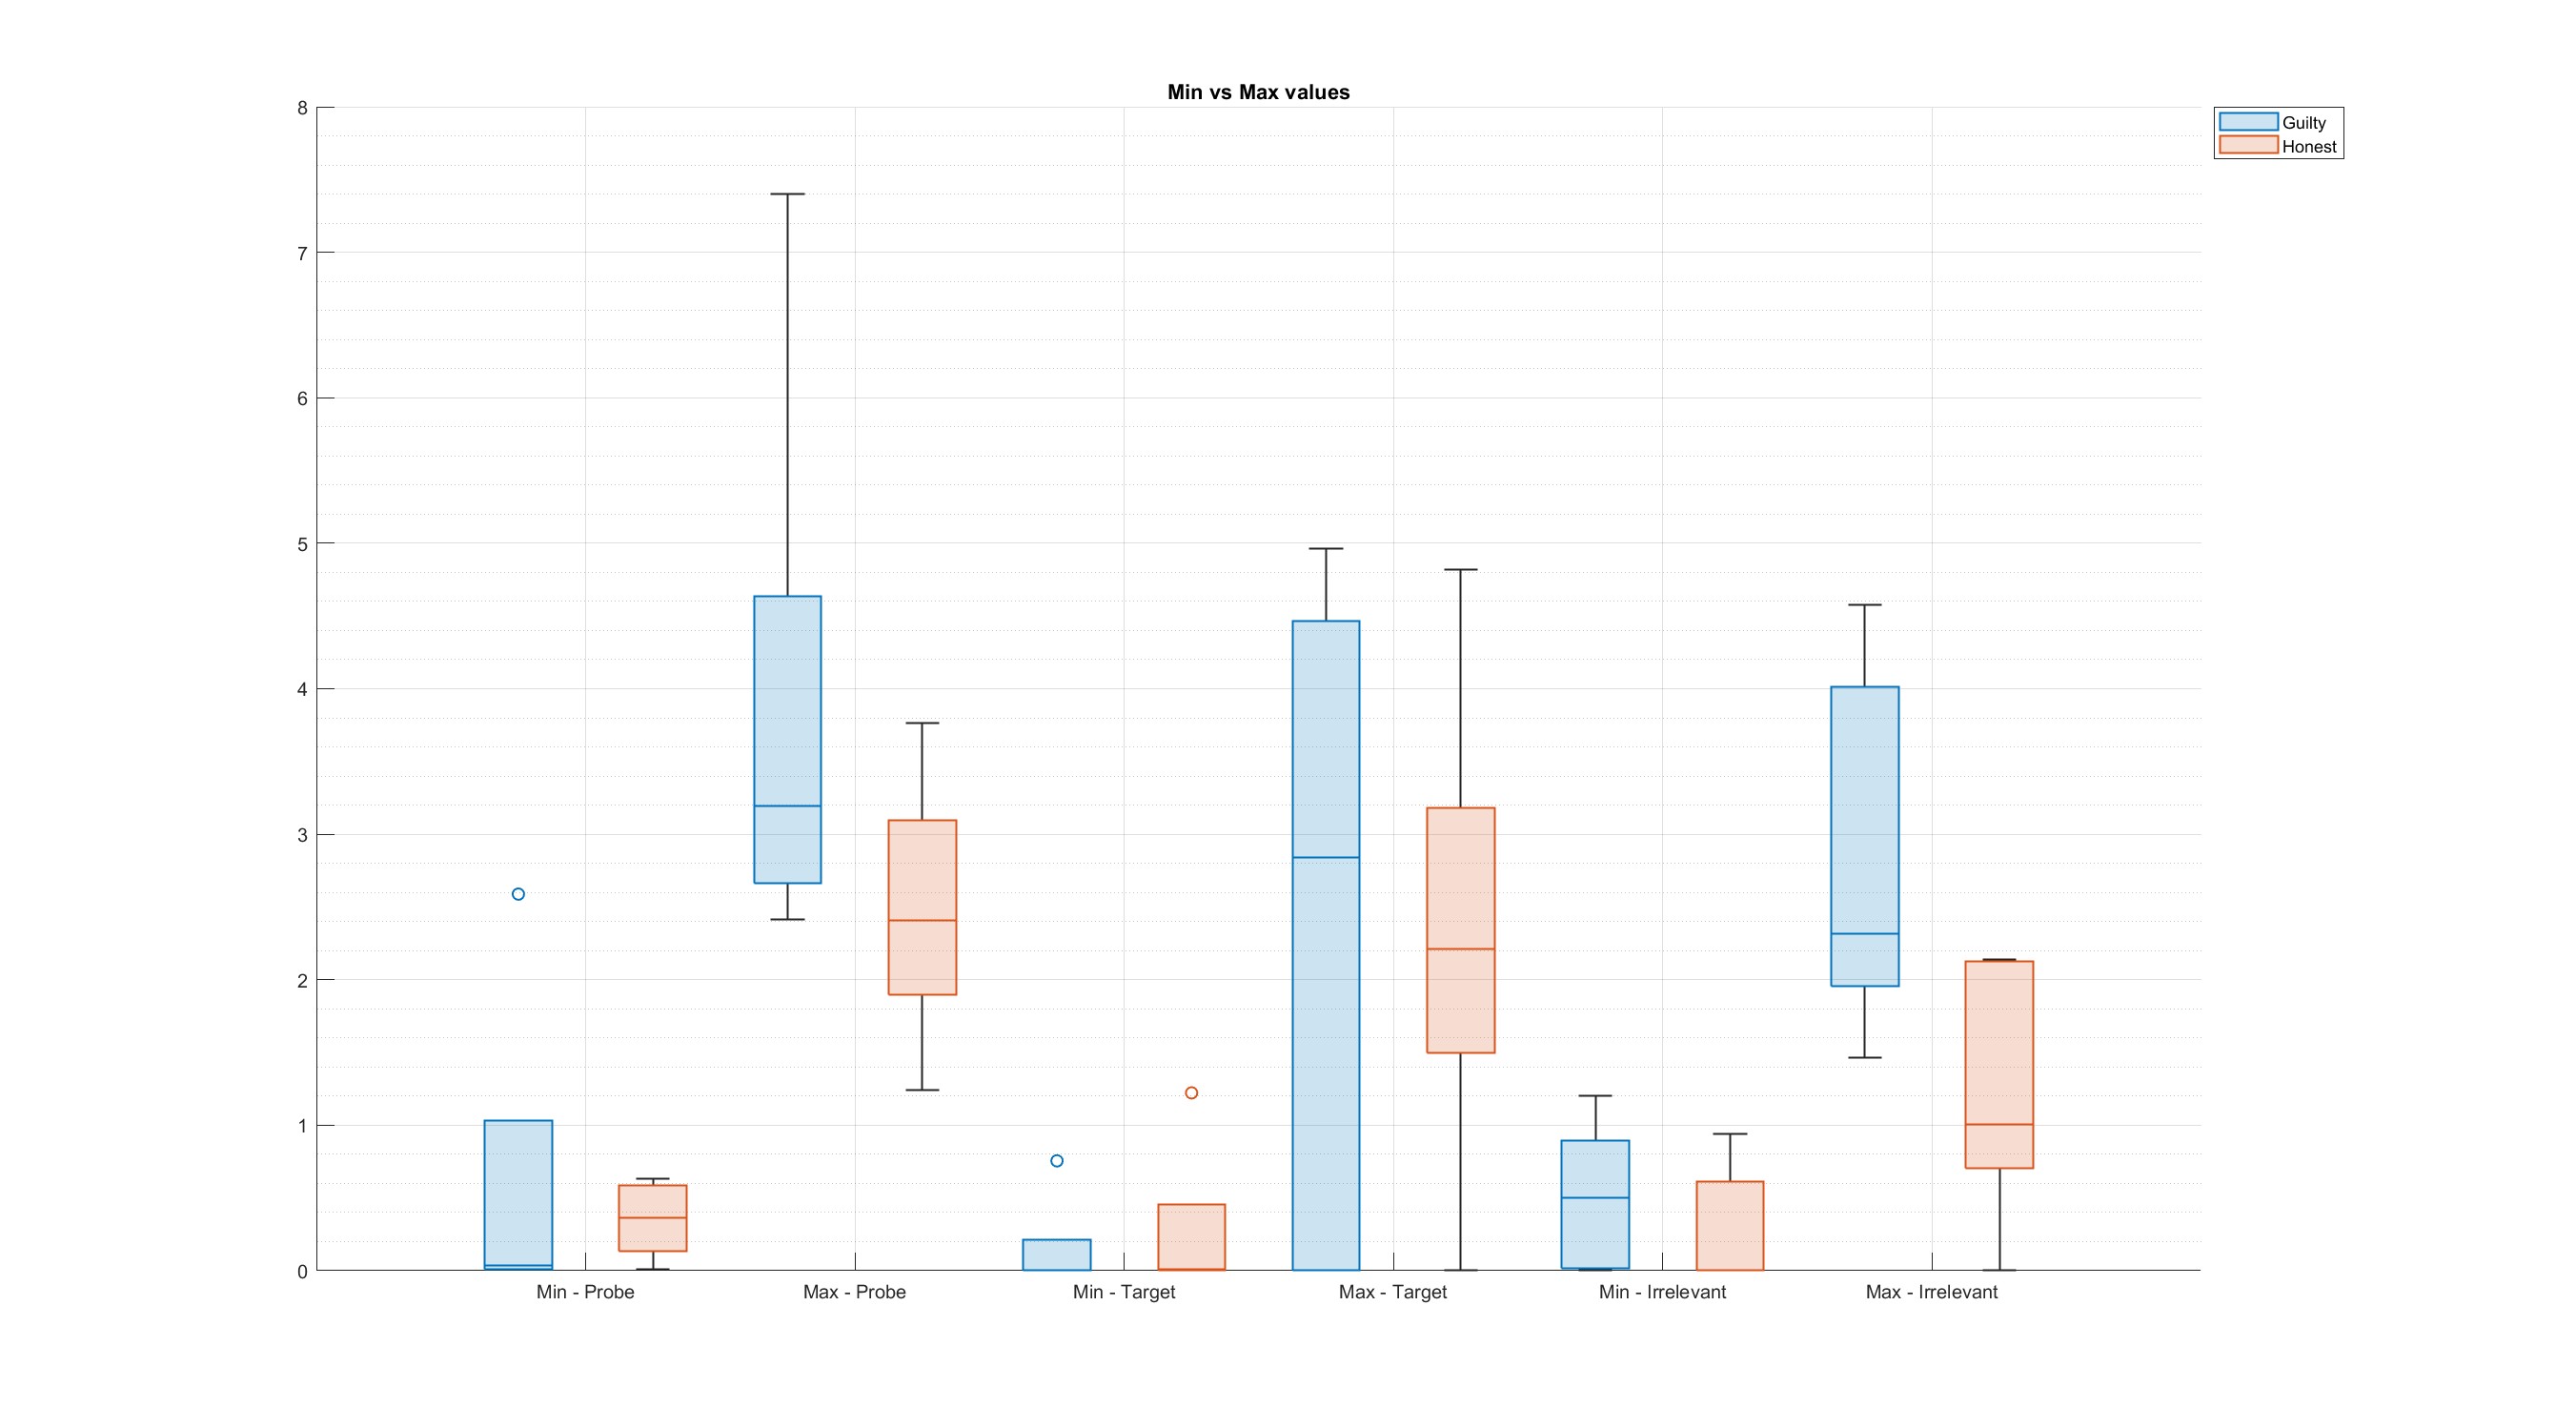 Min vs Max values
Guilty
Honest
8
7
6
5
4
3
2
1
0
Min - Probe
Max - Probe
Min - Target
Max - Target
Min - Irrelevant
Max - Irrelevant